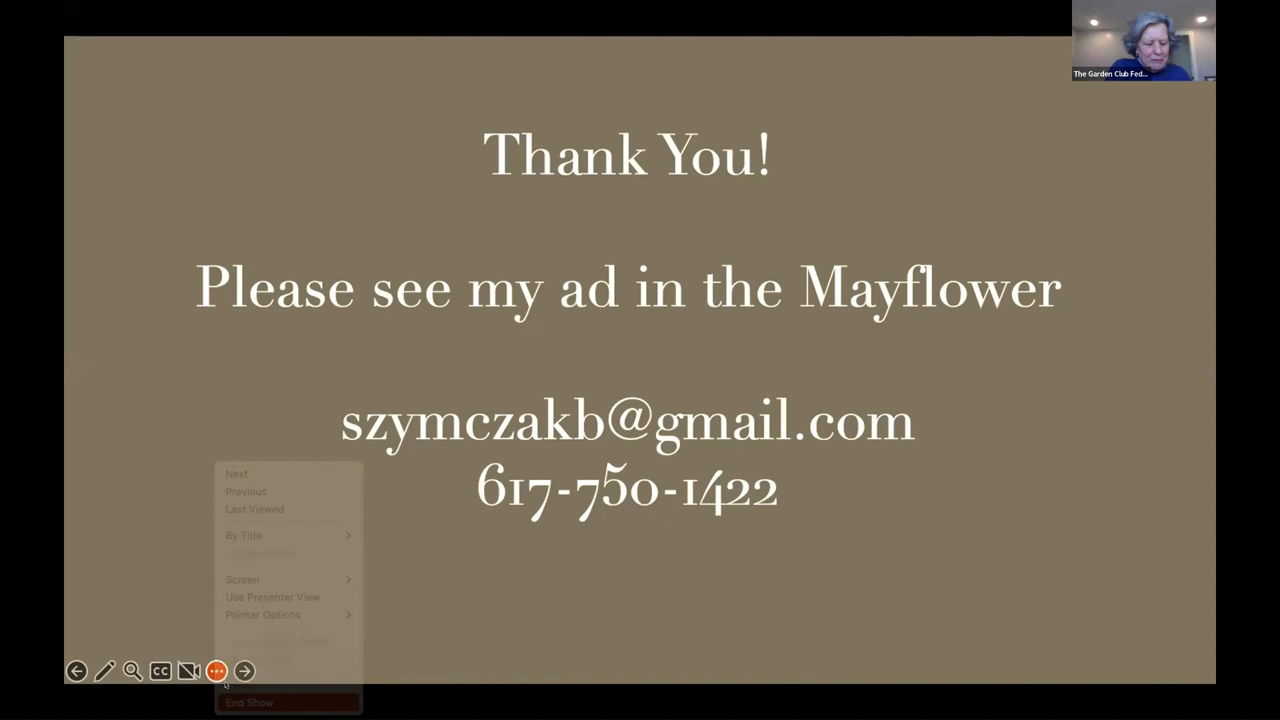 The Garden Club Fed...
Thank You!
Please see my ad in the Mayflower
szymczakb@gmail.com
617-750-1422
Next
Previous
Last Viewed
By Title
Screen
Use Presenter View
Pointer Options
CC
End Show